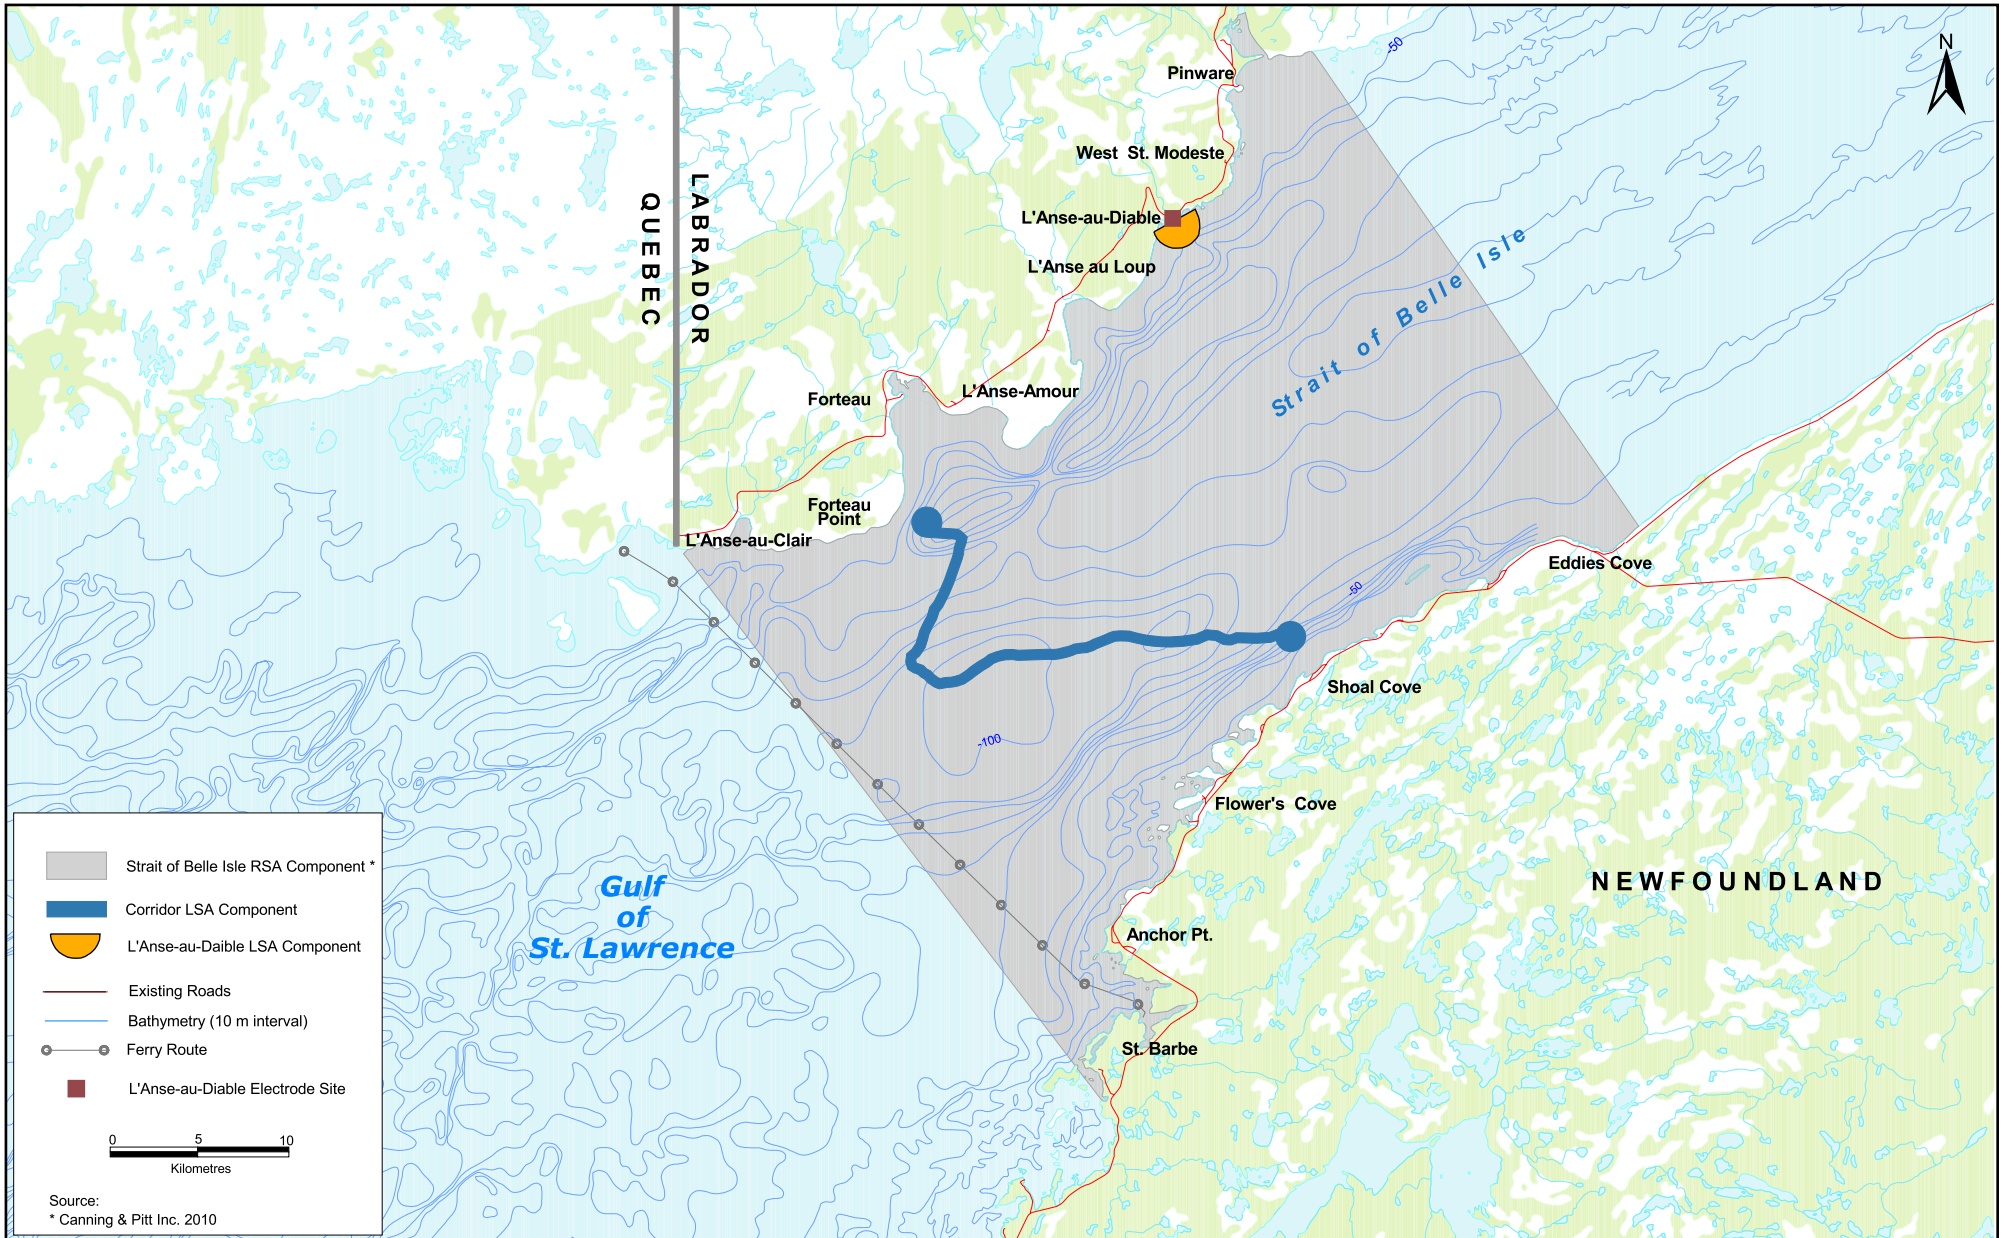 -50
N
Pinware
West St. Modeste
LABRADOR
QUEBEC
L'Anse-au-Diable
L'Anse au Loup
Strait of Belle Isle
L'Anse-Amour
Forteau
Forteau
Point
L'Anse-au-Clair
Eddies Cove
-50
Shoal Cove
-100
Flower's Cove
NEWFOUNDLAND
Anchor Pt.
St. Barbe
Gulf
of
St. Lawrence
Strait of Belle Isle RSA Component *
Corridor LSA Component
L'Anse-au-Daible LSA Component
Existing Roads
Bathymetry (10 m interval)
Ferry Route
L'Anse-au-Diable Electrode Site
0 5 10
Kilometres
Source:
* Canning & Pitt Inc. 2010